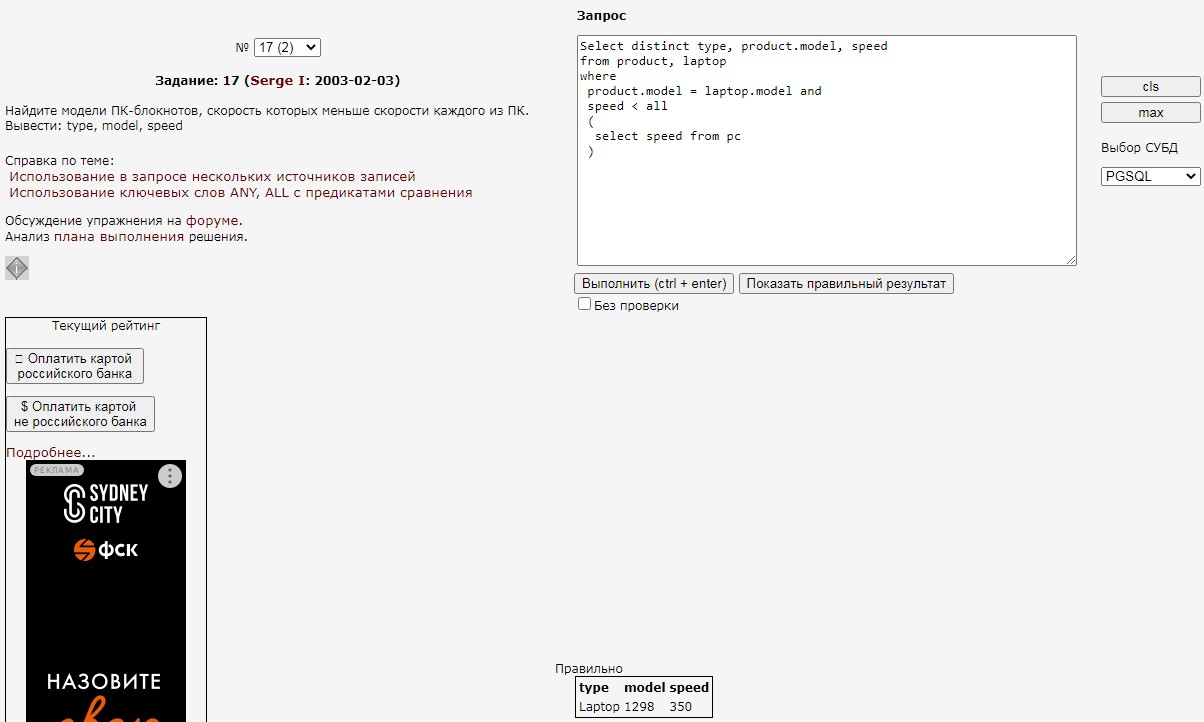 № 17 (2)
Задание: 17 (Serge I: 2003-02-03)
Найдите модели ПК-блокнотов, скорость которых меньше скорости каждого из ПК.
Вывести: type, model, speed
Справка по теме:
Использование в запросе нескольких источников записей
Использование ключевых слов ANY, ALL с предикатами сравнения
Обсуждение упражнения на форуме.
Анализ плана выполнения решения.
Запрос
Select distinct type, product.model, speed
from product, laptop
where
product.model = laptop.model and
speed < all
(
select speed from pc
)
cls
max
Выбор СУБД
PGSQL
Выполнить (ctrl + enter) Показать правильный результат
Без проверки
Текущий рейтинг
Оплатить картой
российского банка
$ Оплатить картой
не российского банка
Подробнее...
РЕКЛАМА
SYDNEY
CITY
ФСК
НАЗОВИТЕ
Правильно
type model speed
Laptop 1298 350